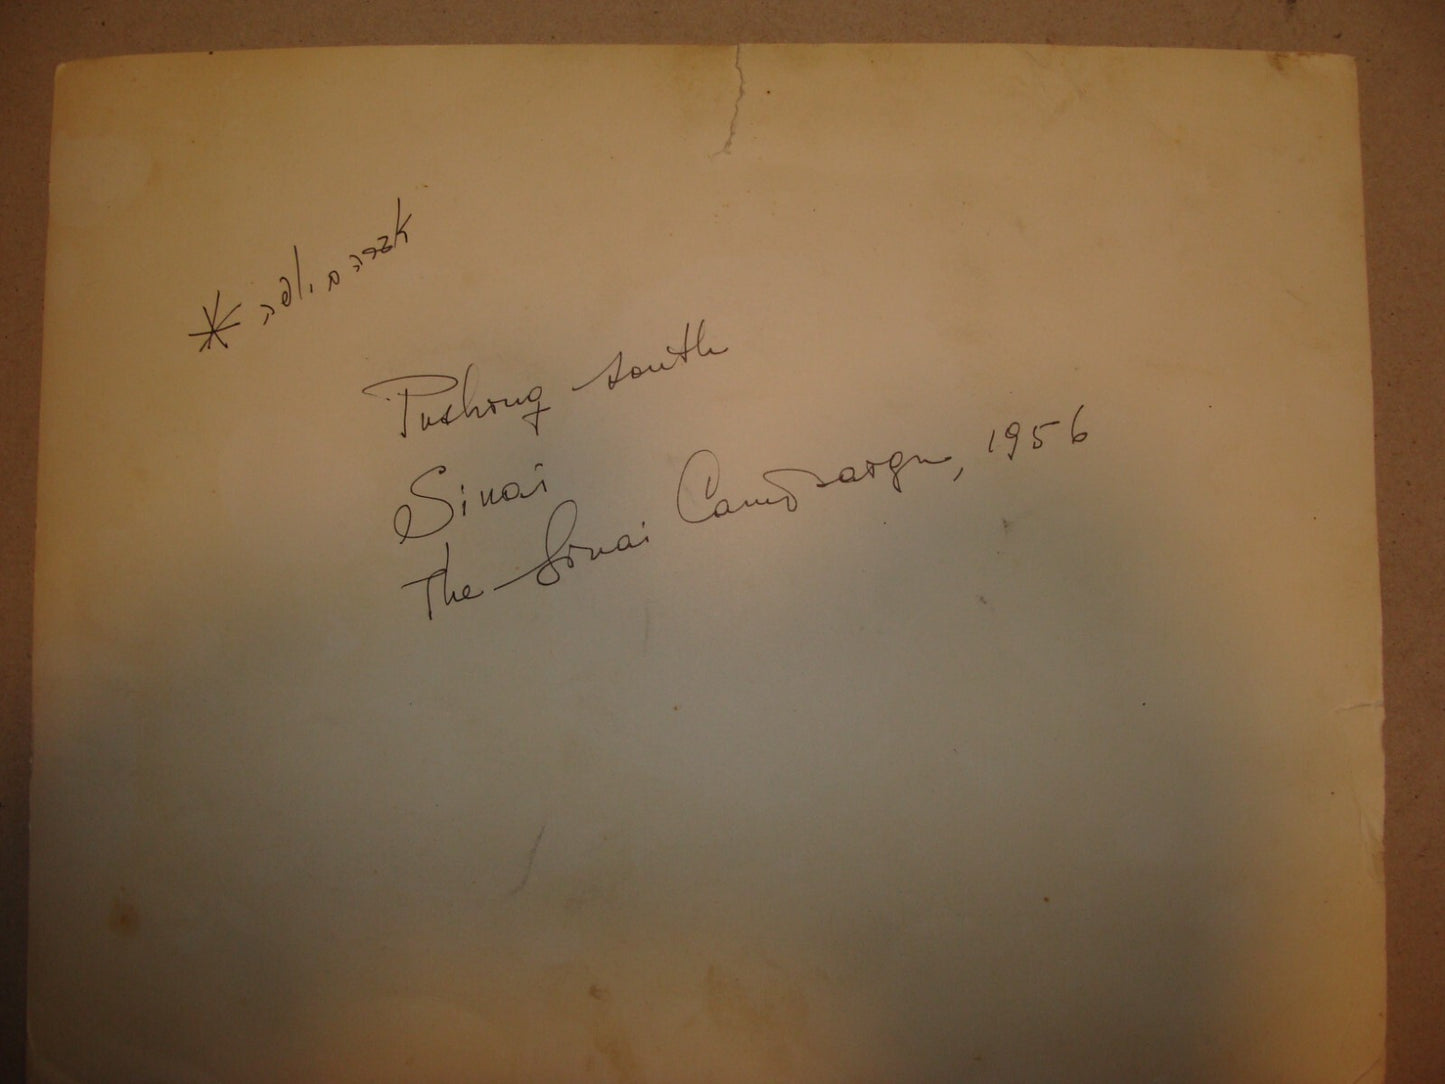 Pushing south
Sinai
The Sinai Campaign, 1956